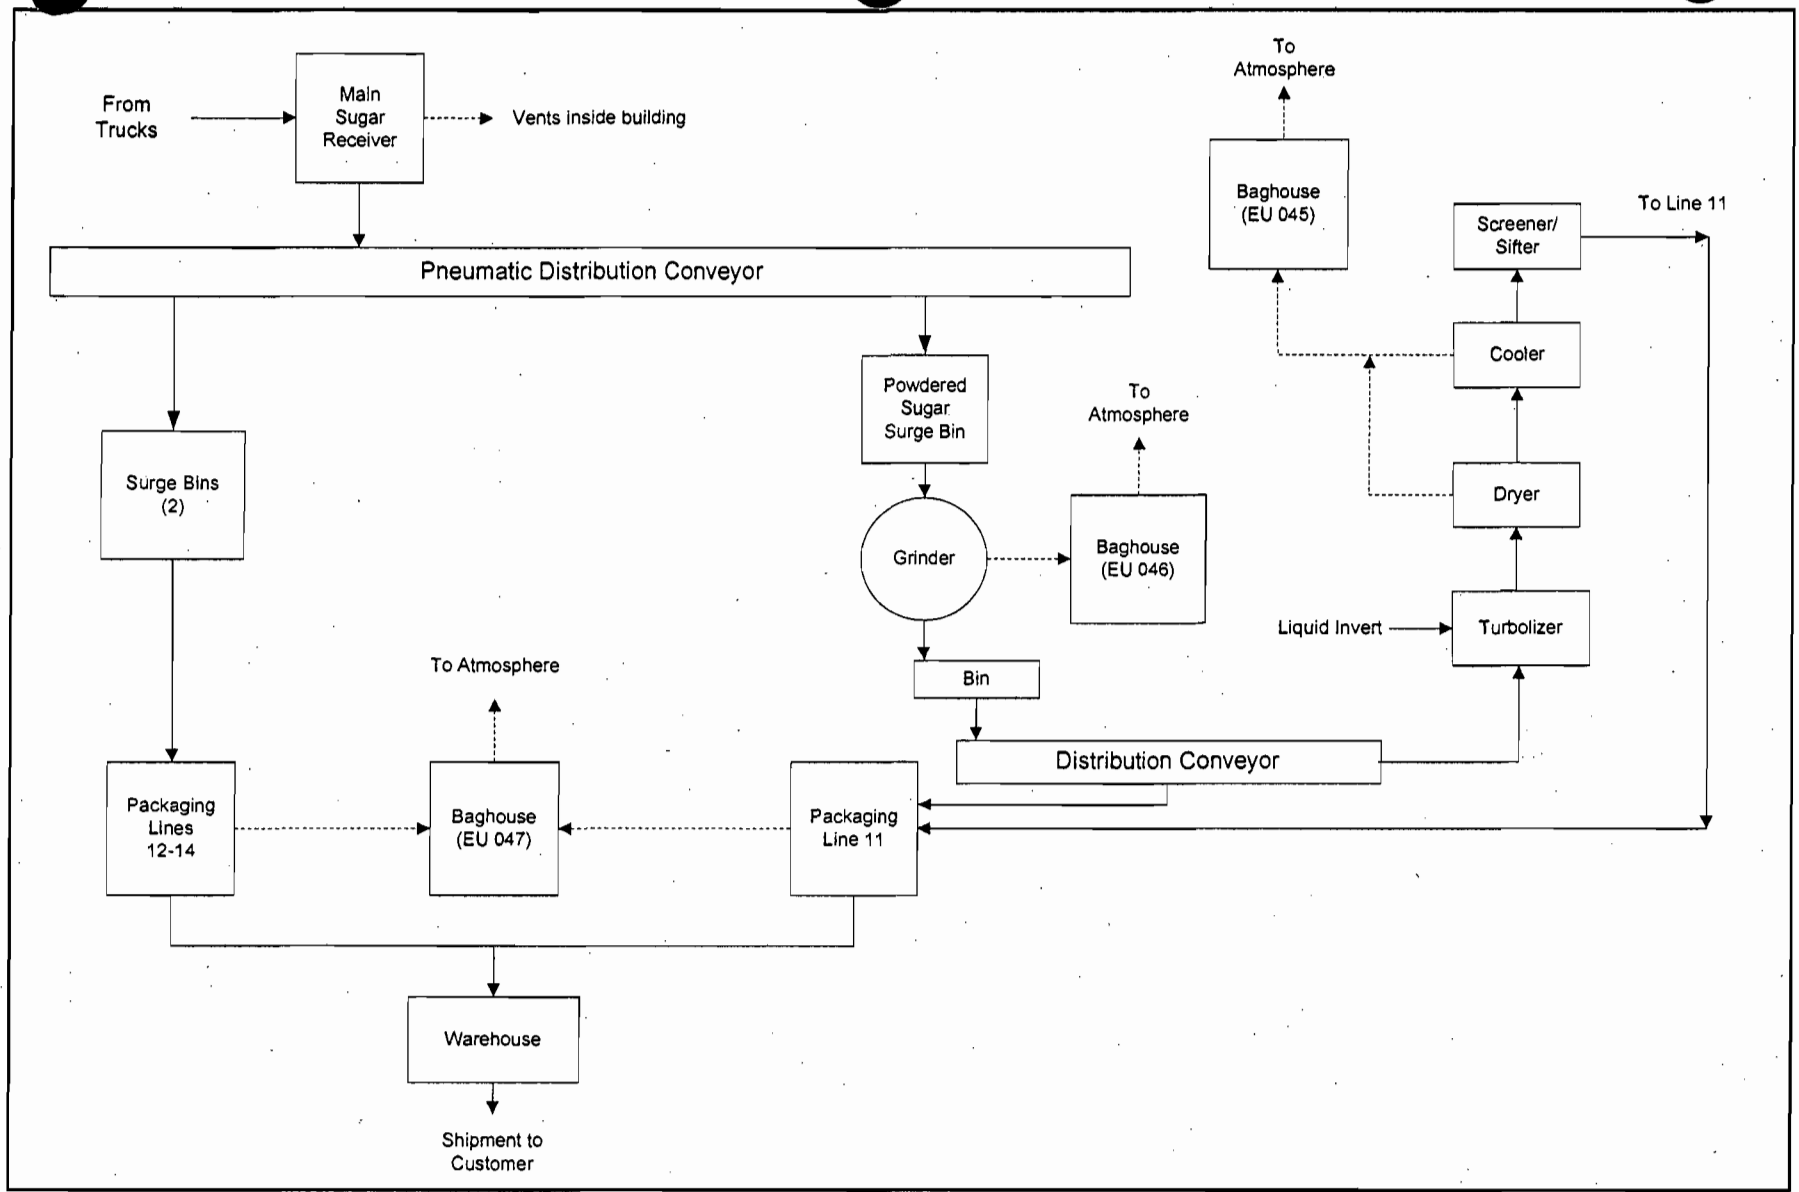 From
Trucks
Main
Sugar
Receiver
Vents inside building
To
Atmosphere
Baghouse
(EU 045)
Screener/
Sifter
To Line 11
Pneumatic Distribution Conveyor
Cooler
Powdered
Sugar
Surge Bin
To
Atmosphere
Surge Bins
(2)
Dryer
Grinder
Baghouse
(EU 046)
Liquid Invert
Turbolizer
To Atmosphere
Bin
Distribution Conveyor
Packaging
Lines
12-14
Baghouse
(EU 047)
Packaging
Line 11
Warehouse
Shipment to
Customer